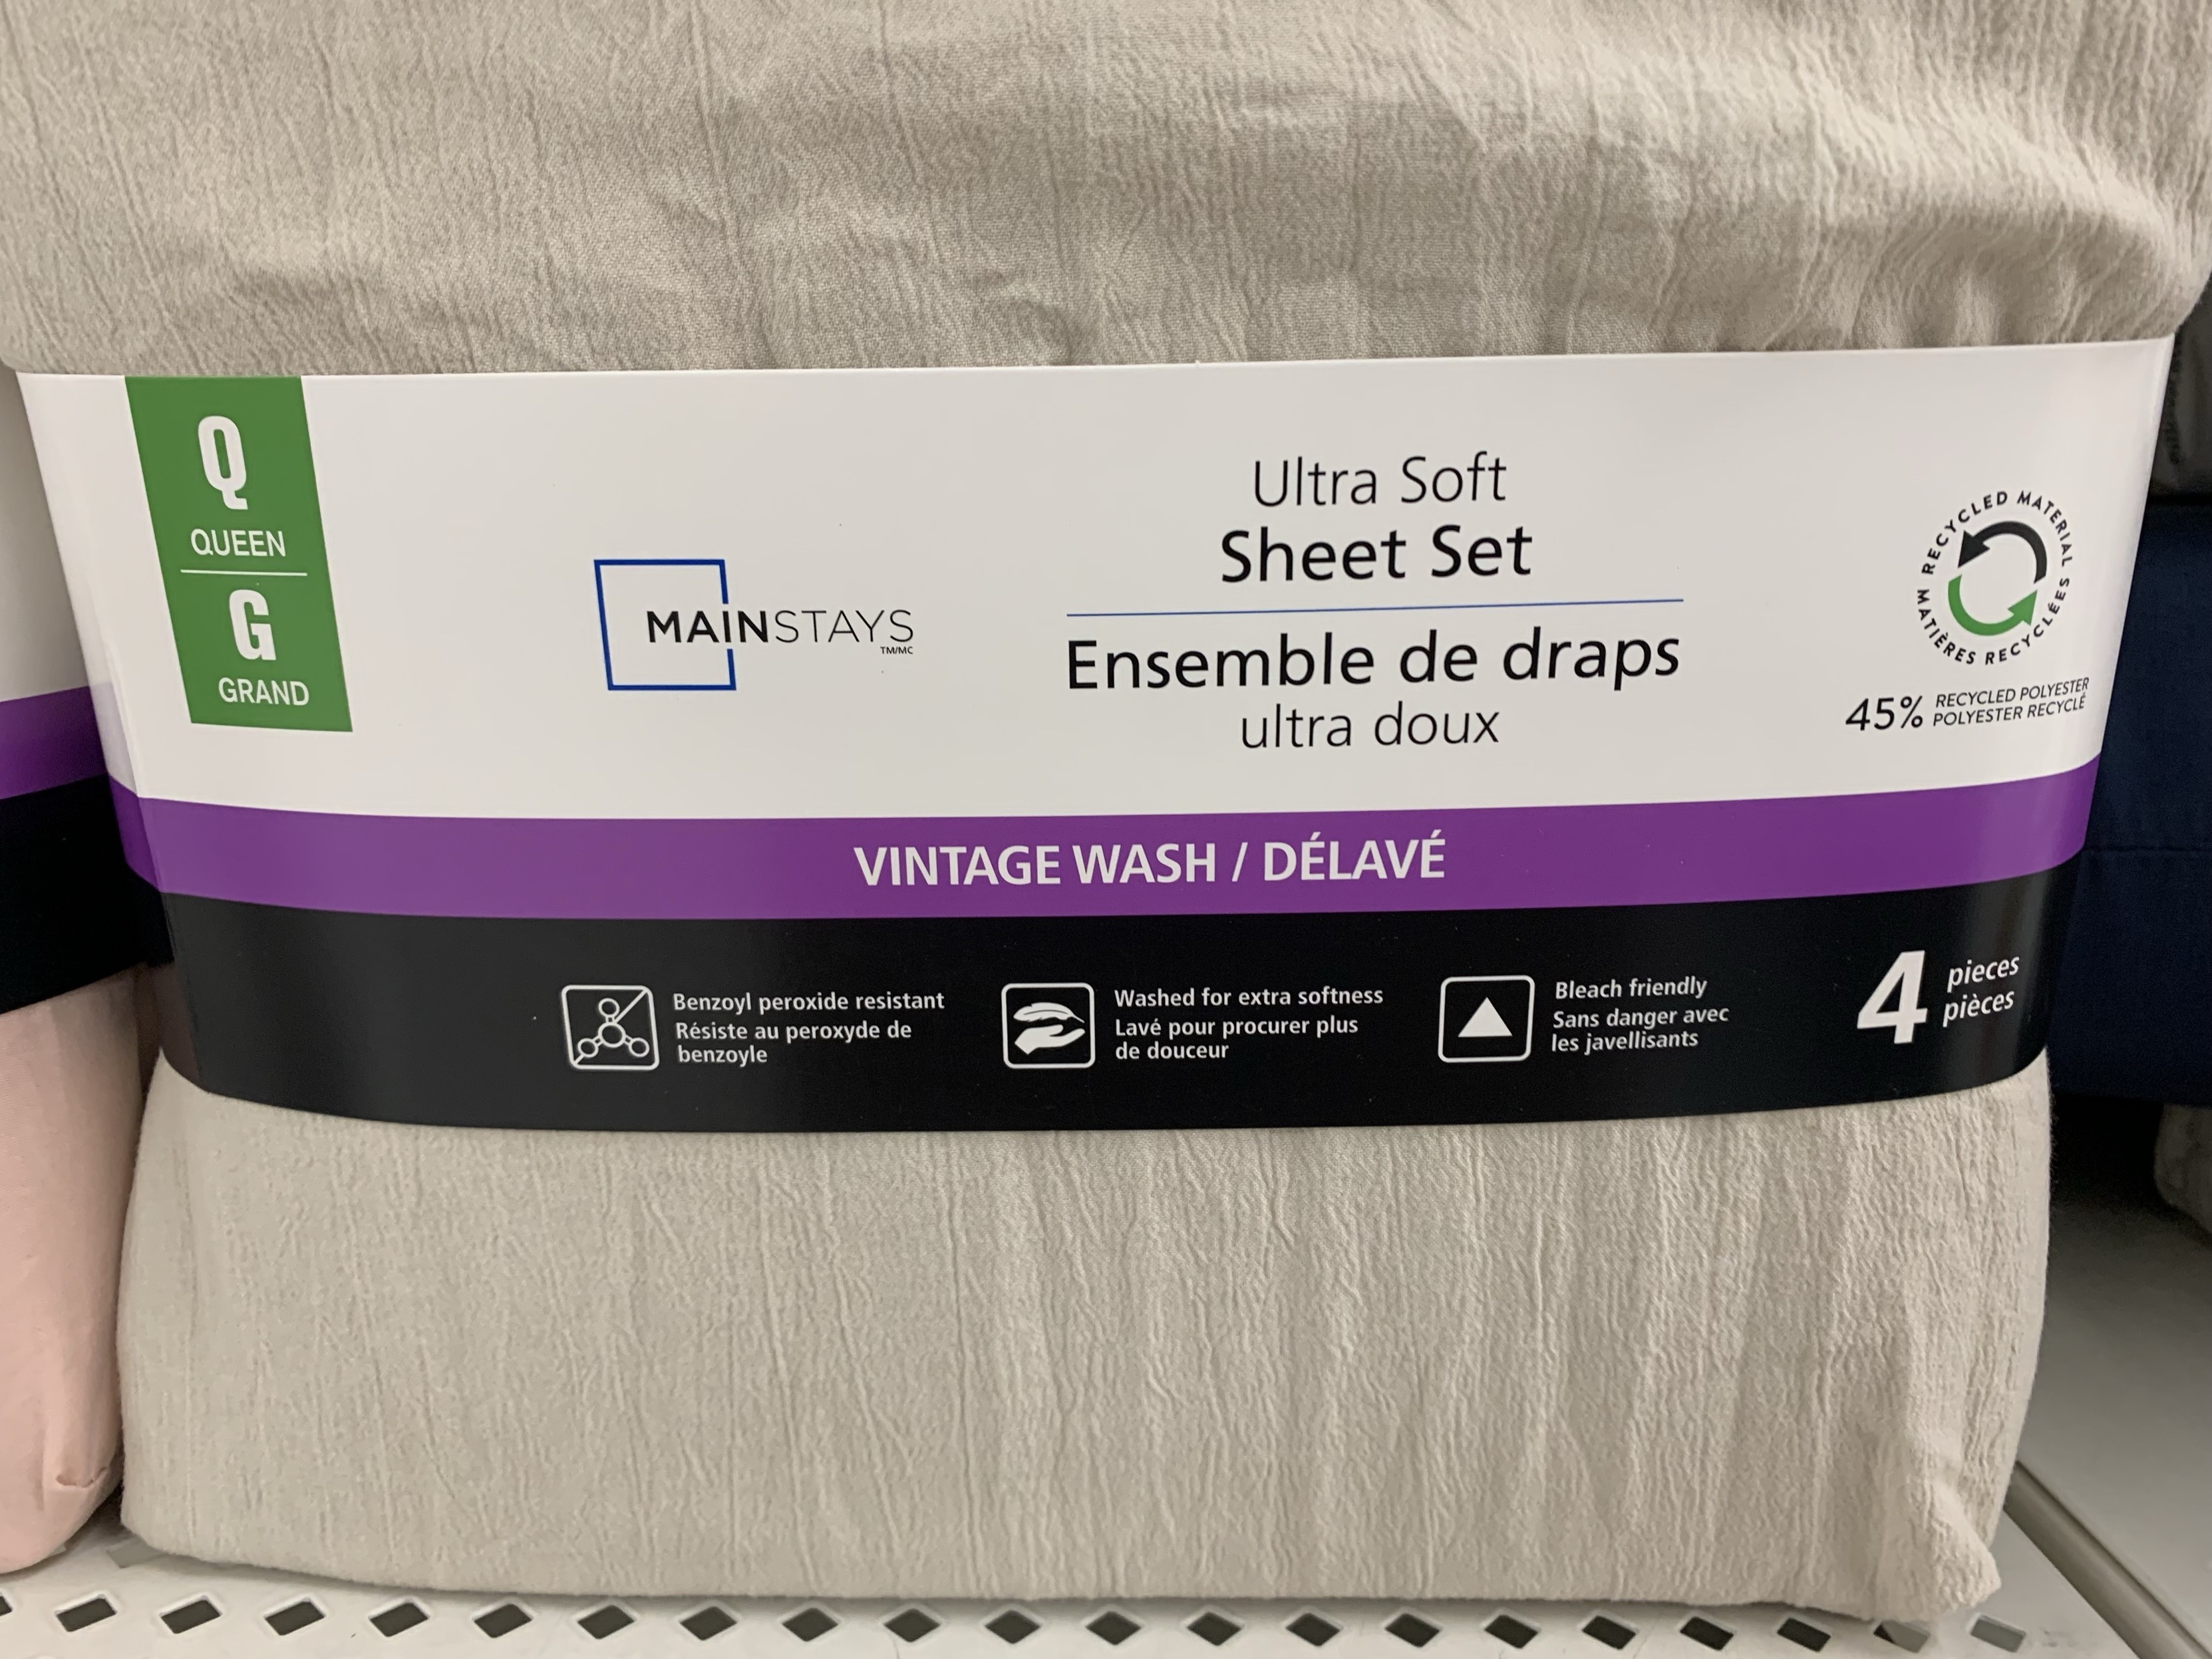 Q
QUEEN
G
GRAND
MAINSTAYS
TM/MC
Ultra Soft
Sheet Set
Ensemble de draps
ultra doux
RECYCLED MATERIAL
MATIÈRES RECYCLÉES
45% RECYCLED POLYESTER
POLYESTER RECYCLÉ
VINTAGE WASH / DÉLAVÉ
Benzoyl peroxide resistant
Résiste au peroxyde de
benzoyle
Washed for extra softness
Lavé pour procurer plus
de douceur
Bleach friendly
Sans danger avec
les javellisants
4 pieces
pièces